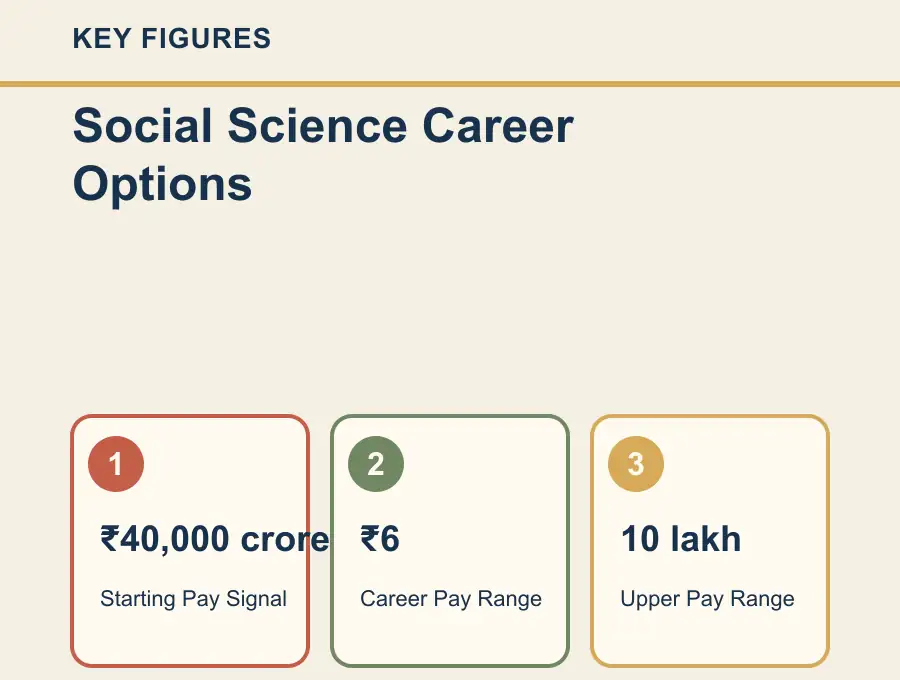 KEY FIGURES
Social Science Career
Options
1
2
3
₹40,000 crore
₹6
10 lakh
Starting Pay Signal
Career Pay Range
Upper Pay Range